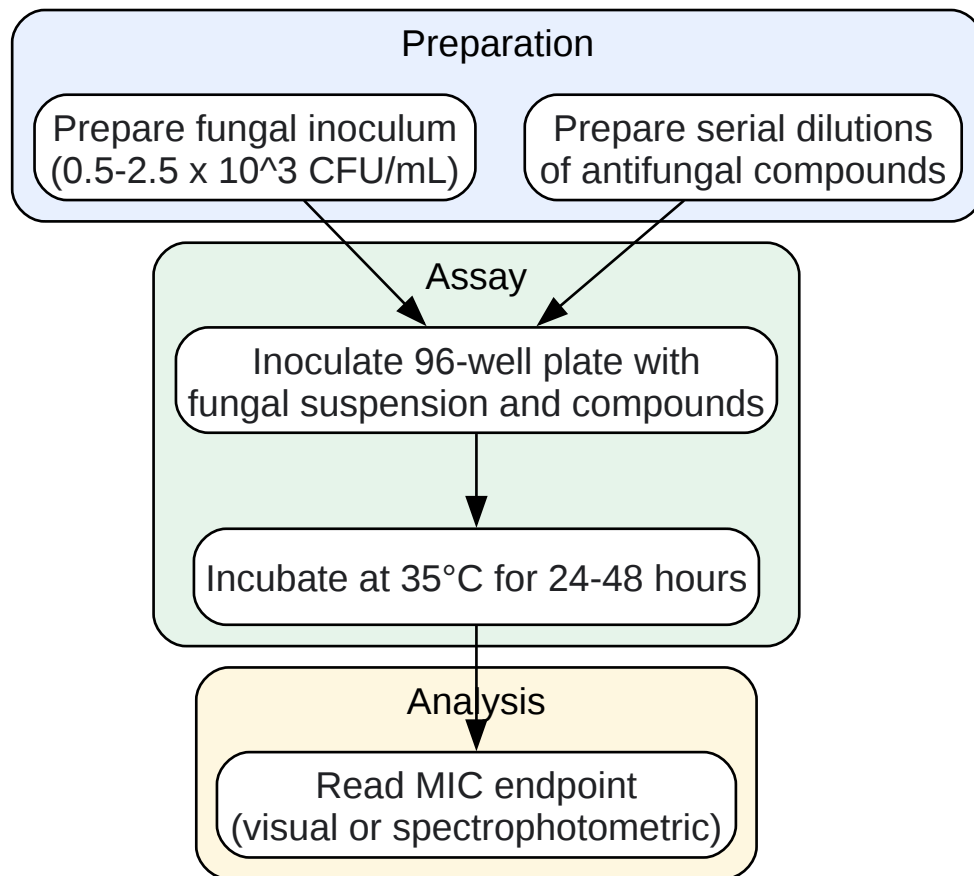 Preparation
Prepare fungal inoculum
(0.5-2.5 x 10^3 CFU/mL)
Prepare serial dilutions
of antifungal compounds
Assay
Inoculate 96-well plate with
fungal suspension and compounds
Incubate at 35°C for 24-48 hours
Analysis
Read MIC endpoint
(visual or spectrophotometric)